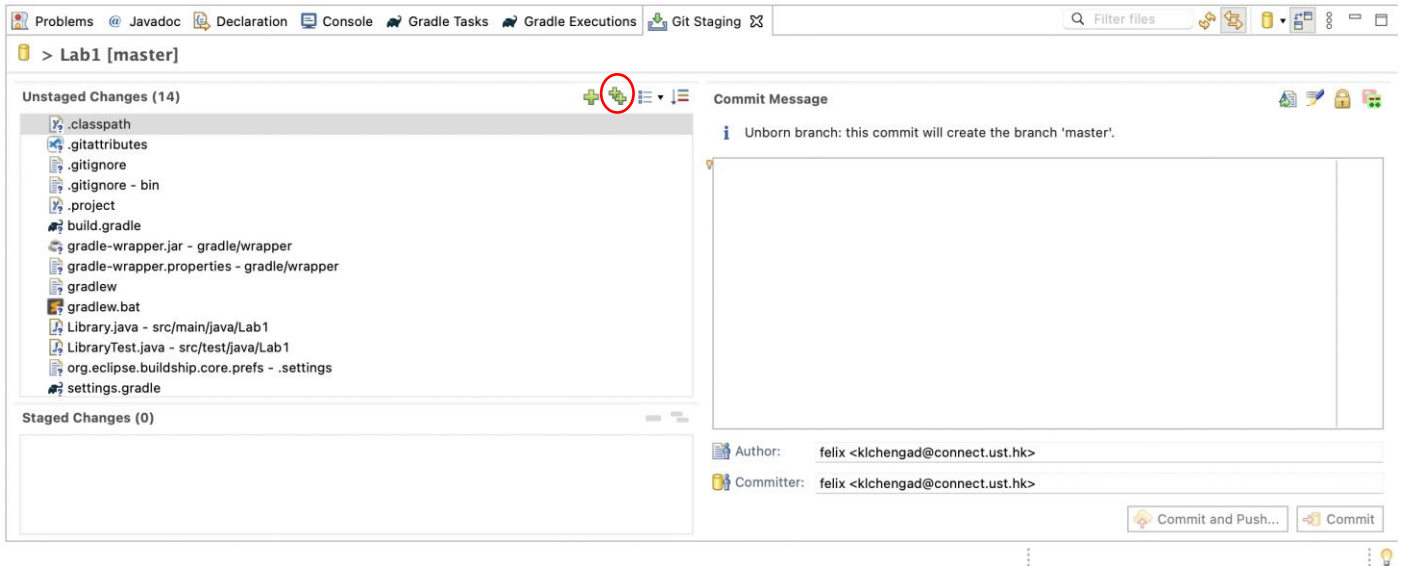 Problems @ Javadoc Declaration Console Gradle Tasks Gradle Executions Git Staging Filter files
> Lab1 [master]
Unstaged Changes (14)
.classpath
.gitattributes
.gitignore
.gitignore - bin
.project
build.gradle
gradle-wrapper.jar - gradle/wrapper
gradle-wrapper.properties - gradle/wrapper
gradlew
gradlew.bat
Library.java - src/main/java/Lab1
LibraryTest.java - src/test/java/Lab1
org.eclipse.buildship.core.prefs - .settings
settings.gradle
Staged Changes (0)
Commit Message
Unborn branch: this commit will create the branch 'master'.
Author: felix <klchengad@connect.ust.hk>
Committer: felix <klchengad@connect.ust.hk>
Commit and Push... Commit